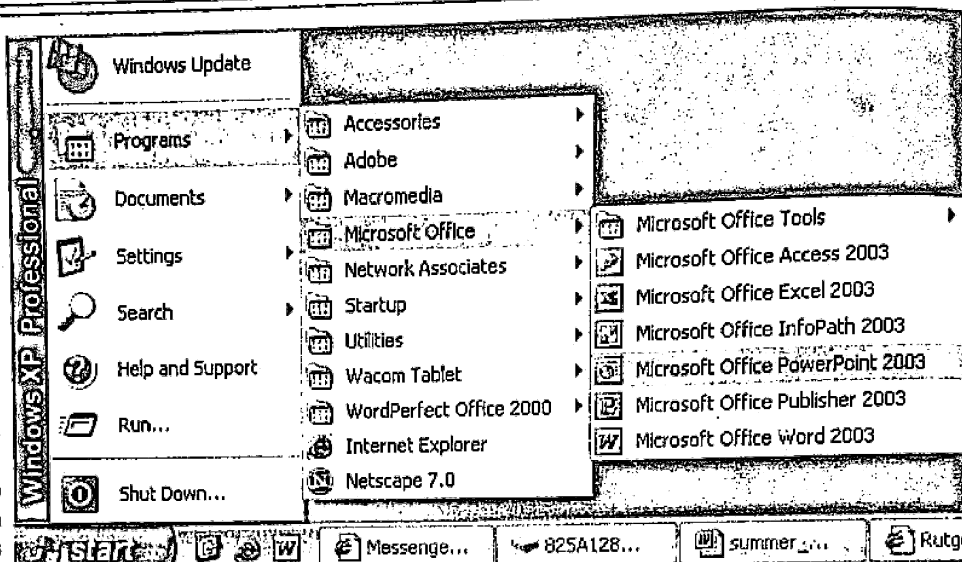 Windows XP Professional
Windows Update
Programs
Documents
Settings
Search
Help and Support
Run...
Shut Down...
Accessories
Adobe
Macromedia
Microsoft Office
Network Associates
Startup
Utilities
Wacom Tablet
WordPerfect Office 2000
Internet Explorer
Netscape 7.0
Microsoft Office Tools
Microsoft Office Access 2003
Microsoft Office Excel 2003
Microsoft Office InfoPath 2003
Microsoft Office PowerPoint 2003
Microsoft Office Publisher 2003
Microsoft Office Word 2003
start
Messenge...
825A128...
summer ...
Rutg